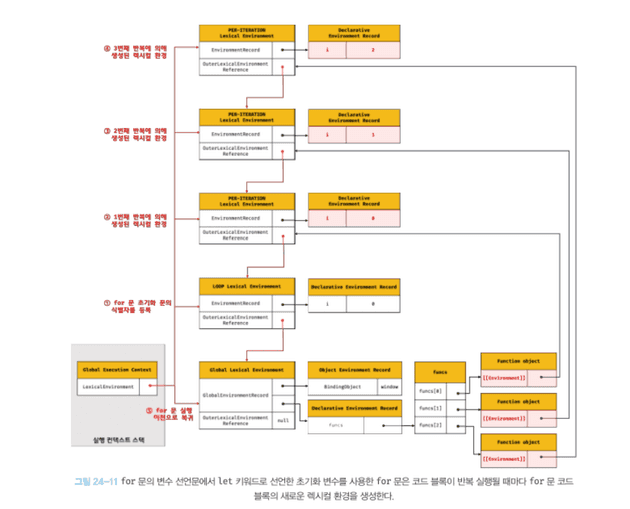 ④ 3번째 반복에 의해
생성된 렉시컬 환경
PER-ITERATION
Lexical Environment
EnvironmentRecord
OuterLexicalEnvironment
Reference
Declarative
Environment Record
i 2
③ 2번째 반복에 의해
생성된 렉시컬 환경
PER-ITERATION
Lexical Environment
EnvironmentRecord
OuterLexicalEnvironment
Reference
Declarative
Environment Record
i 1
② 1번째 반복에 의해
생성된 렉시컬 환경
PER-ITERATION
Lexical Environment
EnvironmentRecord
OuterLexicalEnvironment
Reference
Declarative
Environment Record
i 0
① for 문 초기화 문의
식별자를 등록
LOOP Lexical Environment
EnvironmentRecord
OuterLexicalEnvironment
Reference
Declarative Environment Record
i 0
Global Execution Context
LexicalEnvironment
실행 컨텍스트 스택
⑤ for 문 실행
이전으로 복귀
Global Lexical Environment
GlobalEnvironmentRecord
OuterLexicalEnvironment
Reference
null
Object Environment Record
BindingObject window
Declarative Environment Record
funcs
funcs
funcs[0]
funcs[1]
funcs[2]
Function object
[[Environment]]
Function object
[[Environment]]
Function object
[[Environment]]
그림 24-11 for 문의 변수 선언문에서 let 키워드로 선언한 초기화 변수를 사용한 for 문은 코드 블록이 반복 실행될 때마다 for 문 코드
블록의 새로운 렉시컬 환경을 생성한다.